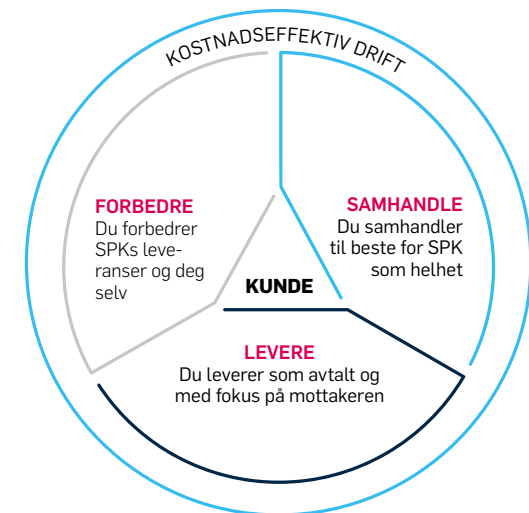 KOSTNADSEFFEKTIV DRIFT
FORBEDRE
Du forbedrer
SPKs leve-
ranser og deg
selv
SAMHANDLE
Du samhandler
til beste for SPK
som helhet
KUNDE
LEVERE
Du leverer som avtalt og
med fokus på mottakeren